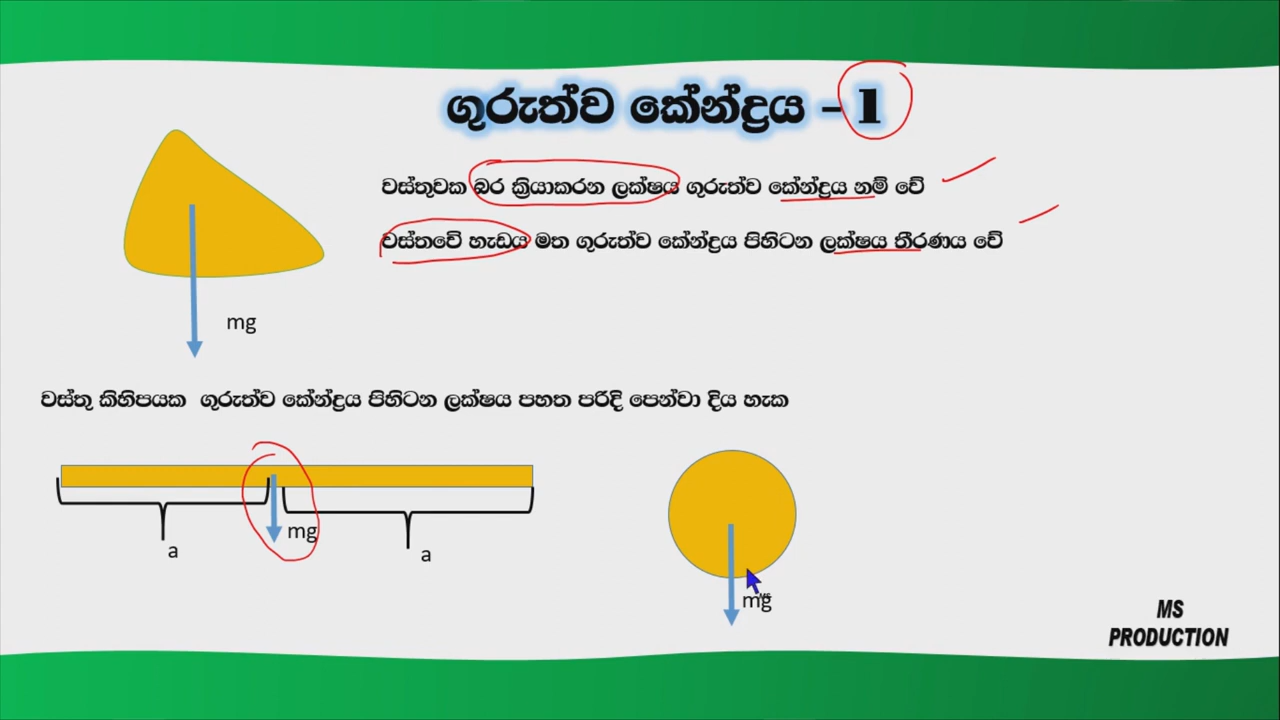 ගුරුත්ව කේන්ද්‍රය – 1
වස්තුවක බර ක්‍රියාකරන ලක්ෂය ගුරුත්ව කේන්ද්‍රය නම් වේ
වස්තවේ හැඩය මත ගුරුත්ව කේන්ද්‍රය පිහිටන ලක්ෂය තීරණය වේ
mg
වස්තු කිහිපයක ගුරුත්ව කේන්ද්‍රය පිහිටන ලක්ෂය පහත පරිදි පෙන්වා දිය හැක
mg
a
a
mg
MS
PRODUCTION